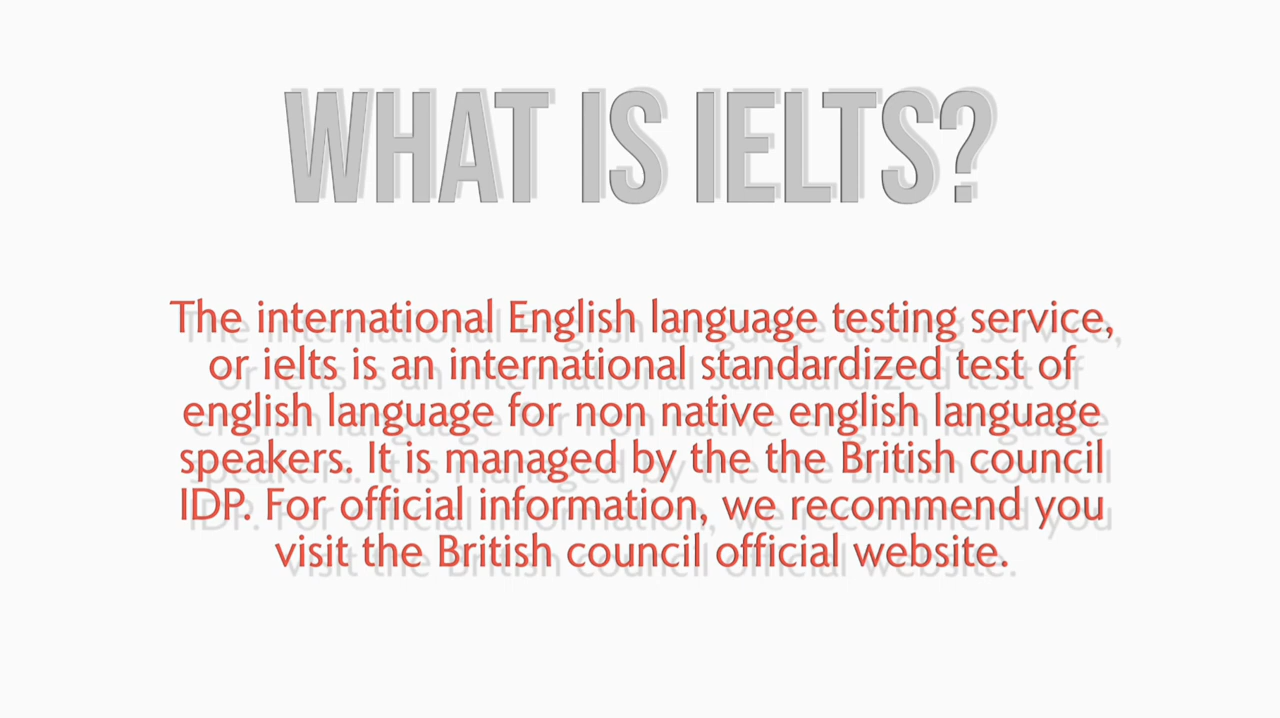 WHAT IS IELTS?
The international English language testing service,
or ielts is an international standardized test of
english language for non native english language
speakers. It is managed by the the British council
IDP. For official information, we recommend you
visit the British council official website.